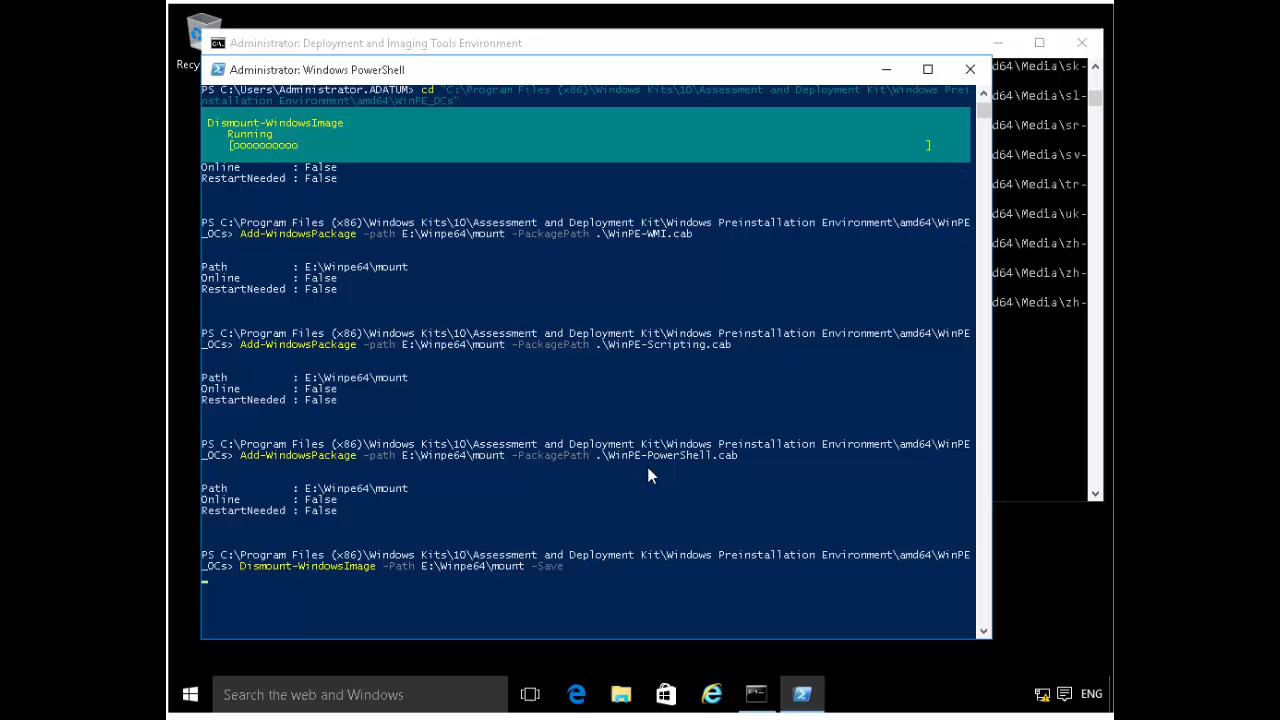 Recy
Administrator: Deployment and Imaging Tools Environment
Administrator: Windows PowerShell
PS C:\Users\Administrator.ADATUM> cd "C:\Program Files (x86)\Windows Kits\10\Assessment and Deployment Kit\Windows Prei
nstallation Environment\amd64\WinPE_OCs"
Dismount-WindowsImage
Running
[oooooooooo ]
Online : False
RestartNeeded : False
PS C:\Program Files (x86)\Windows Kits\10\Assessment and Deployment Kit\Windows Preinstallation Environment\amd64\WinPE
_OCs> Add-WindowsPackage -path E:\Winpe64\mount -PackagePath .\WinPE-WMI.cab
Path : E:\Winpe64\mount
Online : False
RestartNeeded : False
PS C:\Program Files (x86)\Windows Kits\10\Assessment and Deployment Kit\Windows Preinstallation Environment\amd64\WinPE
_OCs> Add-WindowsPackage -path E:\Winpe64\mount -PackagePath .\WinPE-Scripting.cab
Path : E:\Winpe64\mount
Online : False
RestartNeeded : False
PS C:\Program Files (x86)\Windows Kits\10\Assessment and Deployment Kit\Windows Preinstallation Environment\amd64\WinPE
_OCs> Add-WindowsPackage -path E:\Winpe64\mount -PackagePath .\WinPE-PowerShell.cab
Path : E:\Winpe64\mount
Online : False
RestartNeeded : False
PS C:\Program Files (x86)\Windows Kits\10\Assessment and Deployment Kit\Windows Preinstallation Environment\amd64\WinPE
_OCs> Dismount-WindowsImage -Path E:\Winpe64\mount -Save
d64\Media\sk-
d64\Media\sl-
d64\Media\sr-
d64\Media\sv-
d64\Media\tr-
d64\Media\uk-
d64\Media\zh-
d64\Media\zh-
d64\Media\zh-
Search the web and Windows
ENG